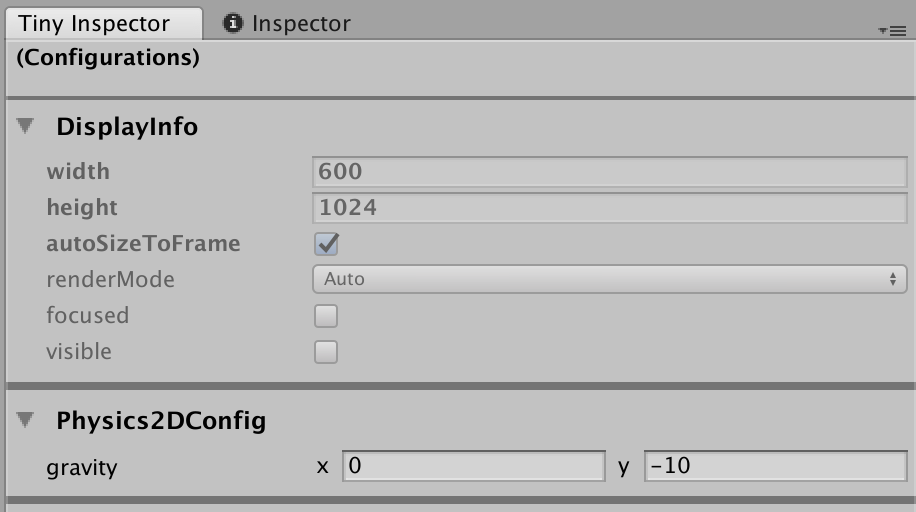 Tiny Inspector Inspector
(Configurations)
DisplayInfo
width 600
height 1024
autoSizeToFrame
renderMode Auto
focused
visible
Physics2DConfig
gravity x 0 y -10